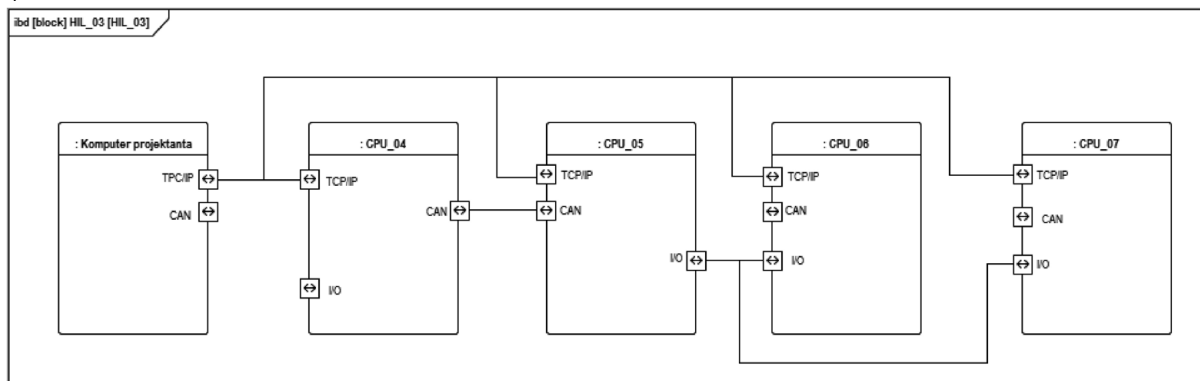 ibd [block] HIL_03 [HIL_03]
: Komputer projektanta
: CPU_04
: CPU_05
: CPU_06
: CPU_07
TPC/IP
TCP/IP
TCP/IP
TCP/IP
TCP/IP
CAN
CAN
CAN
CAN
CAN
I/O
I/O
I/O
I/O